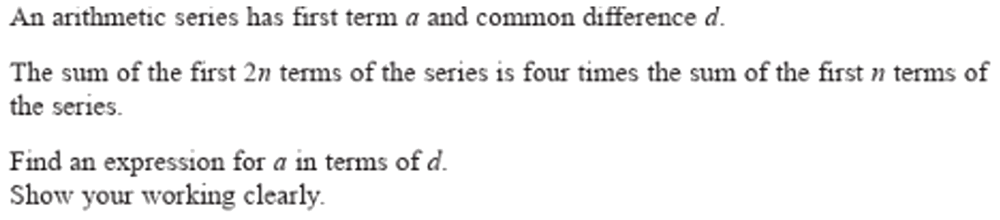 An arithmetic series has first term a and common difference d.
The sum of the first 2n terms of the series is four times the sum of the first n terms of
the series.
Find an expression for a in terms of d.
Show your working clearly.